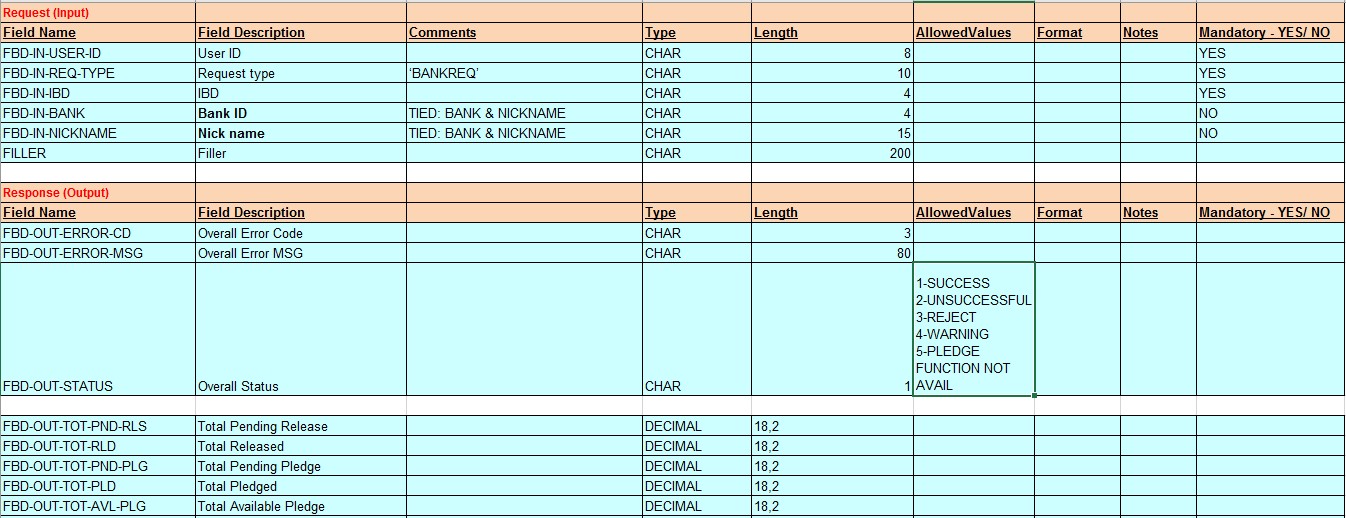 Request (Input)
Field Name Field Description Comments Type Length AllowedValues Format Notes Mandatory - YES/ NO
FBD-IN-USER-ID User ID CHAR 8 YES
FBD-IN-REQ-TYPE Request type 'BANKREQ' CHAR 10 YES
FBD-IN-IBD IBD CHAR 4 YES
FBD-IN-BANK Bank ID TIED: BANK & NICKNAME CHAR 4 NO
FBD-IN-NICKNAME Nick name TIED: BANK & NICKNAME CHAR 15 NO
FILLER Filler CHAR 200
Response (Output)
Field Name Field Description Type Length AllowedValues Format Notes Mandatory - YES/ NO
FBD-OUT-ERROR-CD Overall Error Code CHAR 3
FBD-OUT-ERROR-MSG Overall Error MSG CHAR 80
1-SUCCESS
2-UNSUCCESSFUL
3-REJECT
4-WARNING
5-PLEDGE
FUNCTION NOT
FBD-OUT-STATUS Overall Status CHAR 1 AVAIL
FBD-OUT-TOT-PND-RLS Total Pending Release DECIMAL 18,2
FBD-OUT-TOT-RLD Total Released DECIMAL 18,2
FBD-OUT-TOT-PND-PLG Total Pending Pledge DECIMAL 18,2
FBD-OUT-TOT-PLD Total Pledged DECIMAL 18,2
FBD-OUT-TOT-AVL-PLG Total Available Pledge DECIMAL 18,2